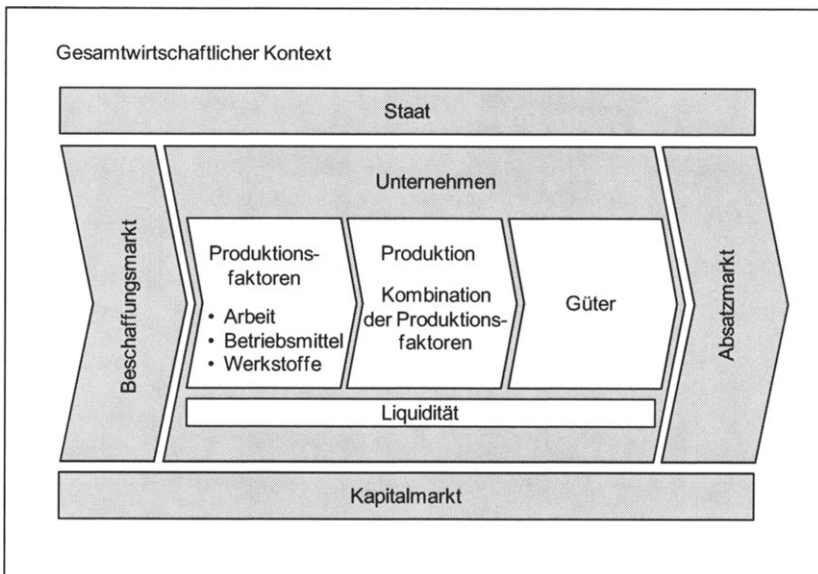 Gesamtwirtschaftlicher Kontext
Staat
Beschaffungsmarkt
Unternehmen
Produktions-
faktoren
• Arbeit
• Betriebsmittel
• Werkstoffe
Produktion
Kombination
der Produktions-
faktoren
Güter
Liquidität
Absatzmarkt
Kapitalmarkt